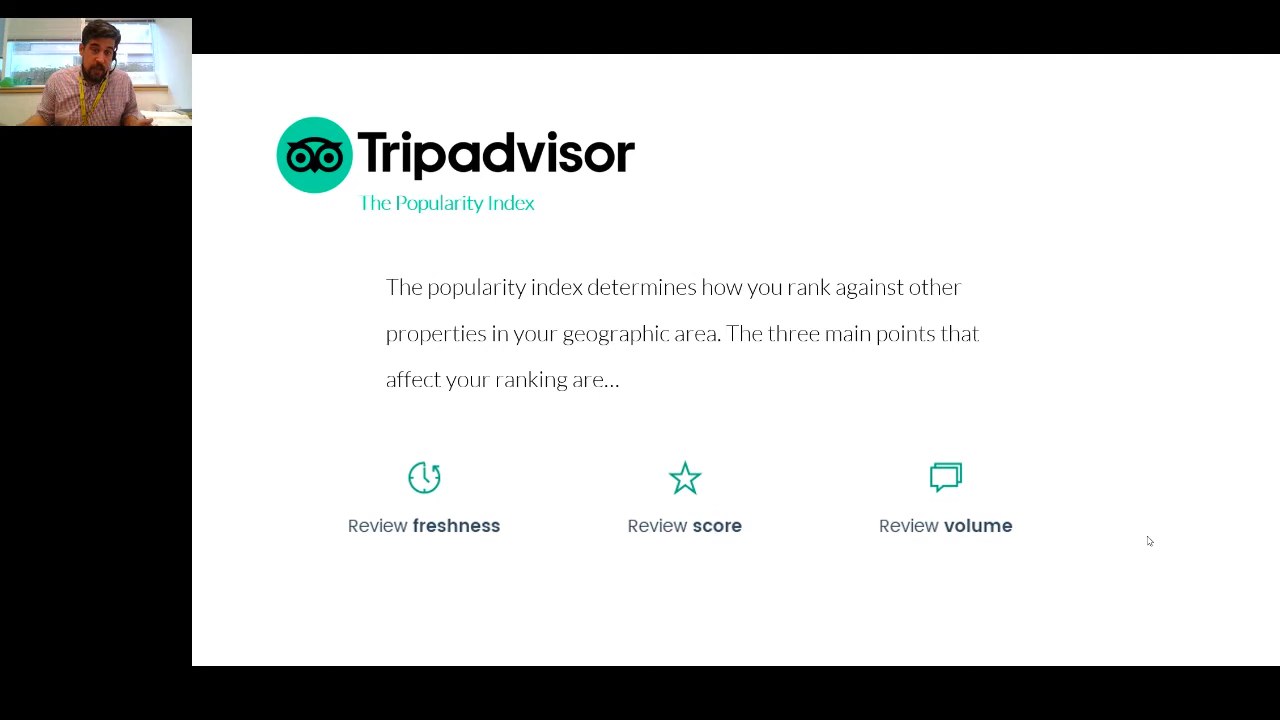 Tripadvisor
The Popularity Index
The popularity index determines how you rank against other
properties in your geographic area. The three main points that
affect your ranking are...
Review freshness
Review score
Review volume